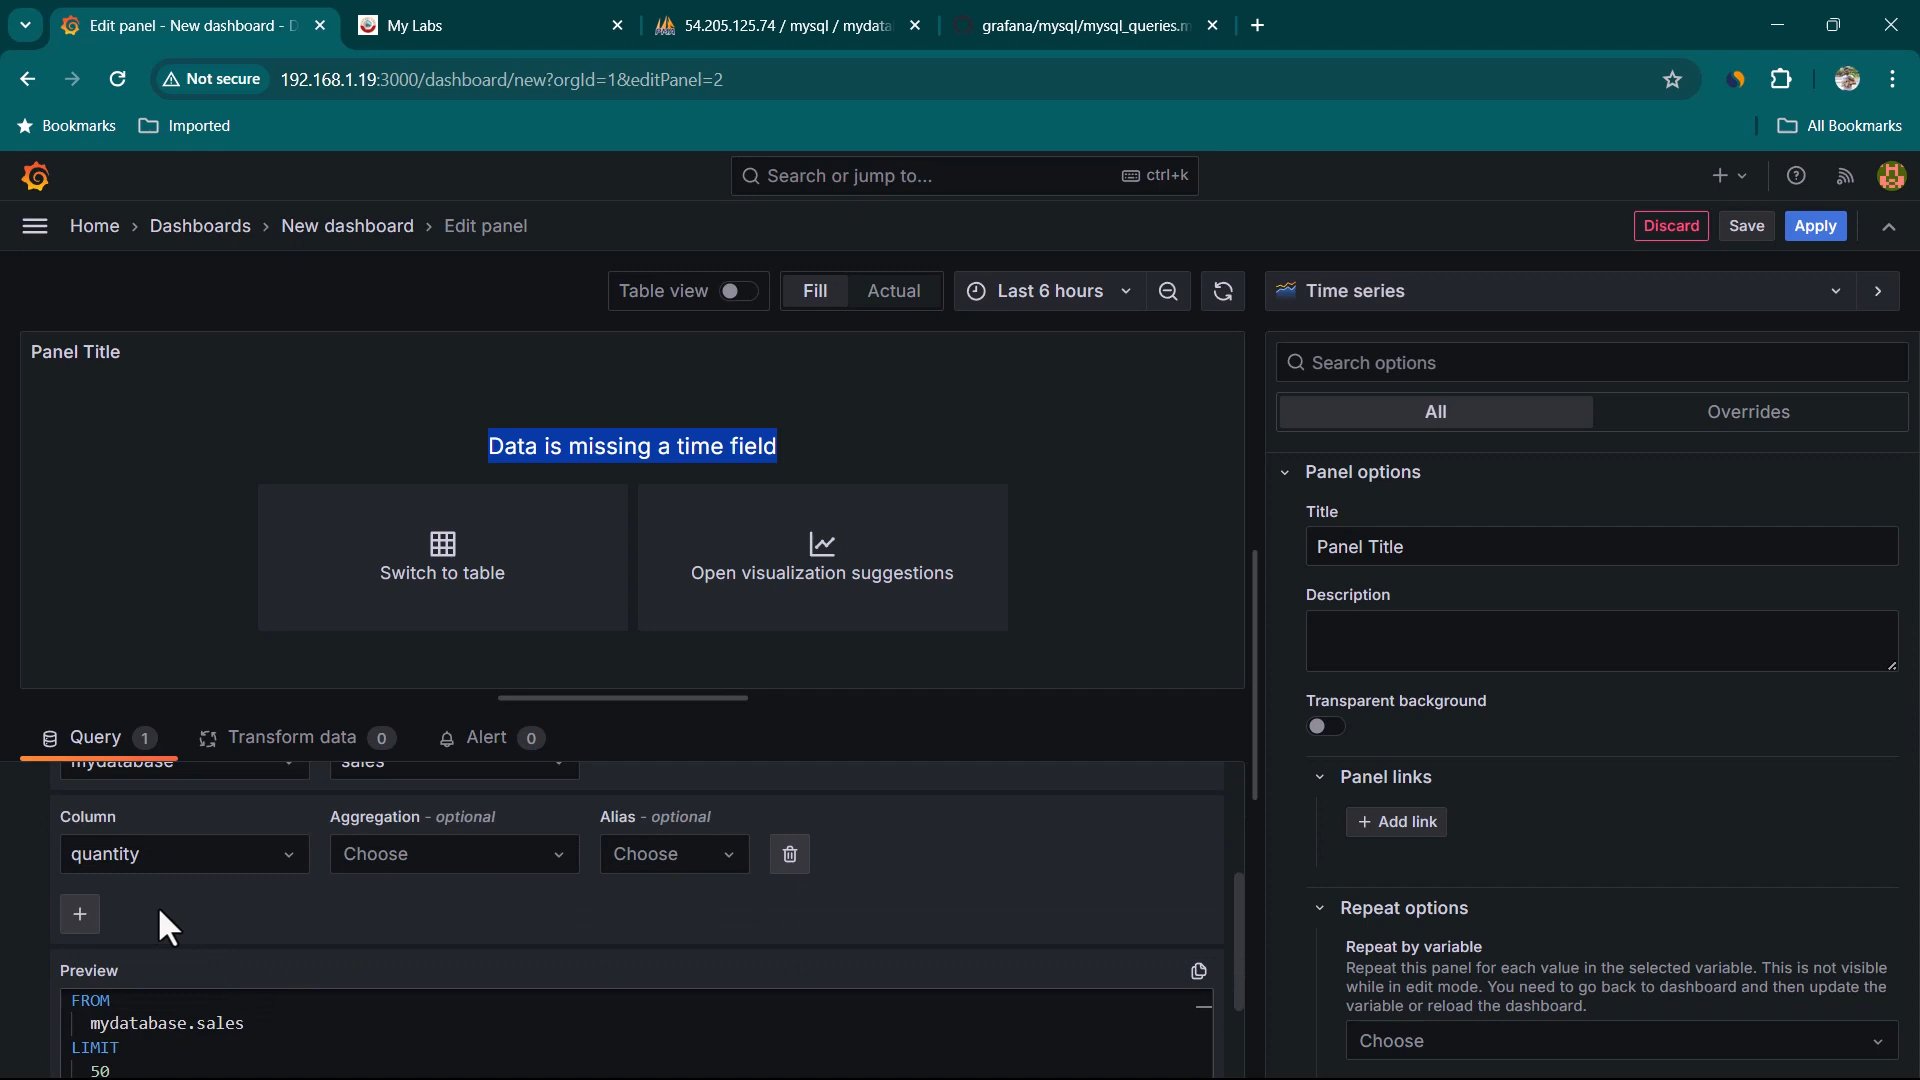 Edit panel - New dashboard - D
My Labs
54.205.125.74 / mysql / mydata
grafana/mysql/mysql_queries.m
Not secure
192.168.1.19:3000/dashboard/new?orgId=1&editPanel=2
Bookmarks
Imported
All Bookmarks
Search or jump to...
ctrl+k
Home
Dashboards
New dashboard
Edit panel
Discard
Save
Apply
Table view
Fill
Actual
Last 6 hours
Time series
Panel Title
Search options
All
Overrides
Data is missing a time field
Switch to table
Open visualization suggestions
Panel options
Title
Panel Title
Description
Transparent background
Query 1
Transform data 0
Alert 0
mydatabase
sales
Panel links
Column
Aggregation - optional
Alias - optional
+ Add link
quantity
Choose
Choose
Repeat options
Repeat by variable
Repeat this panel for each value in the selected variable. This is not visible
while in edit mode. You need to go back to dashboard and then update the
variable or reload the dashboard.
Choose
Preview
FROM
mydatabase.sales
LIMIT
50